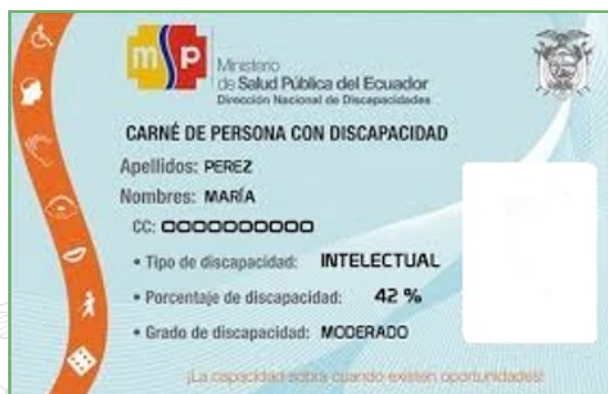 msp
Ministerio
de Salud Pública del Ecuador
Dirección Nacional de Discapacidades
CARNÉ DE PERSONA CON DISCAPACIDAD
Apellidos: PEREZ
Nombres: MARÍA
CC: 0000000000
• Tipo de discapacidad: INTELECTUAL
• Porcentaje de discapacidad: 42 %
• Grado de discapacidad: MODERADO
¡La capacidad sobra cuando existen oportunidades!